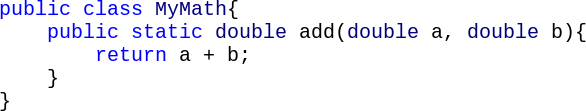 public class MyMath{
    public static double add(double a, double b){
        return a + b;
    }
}